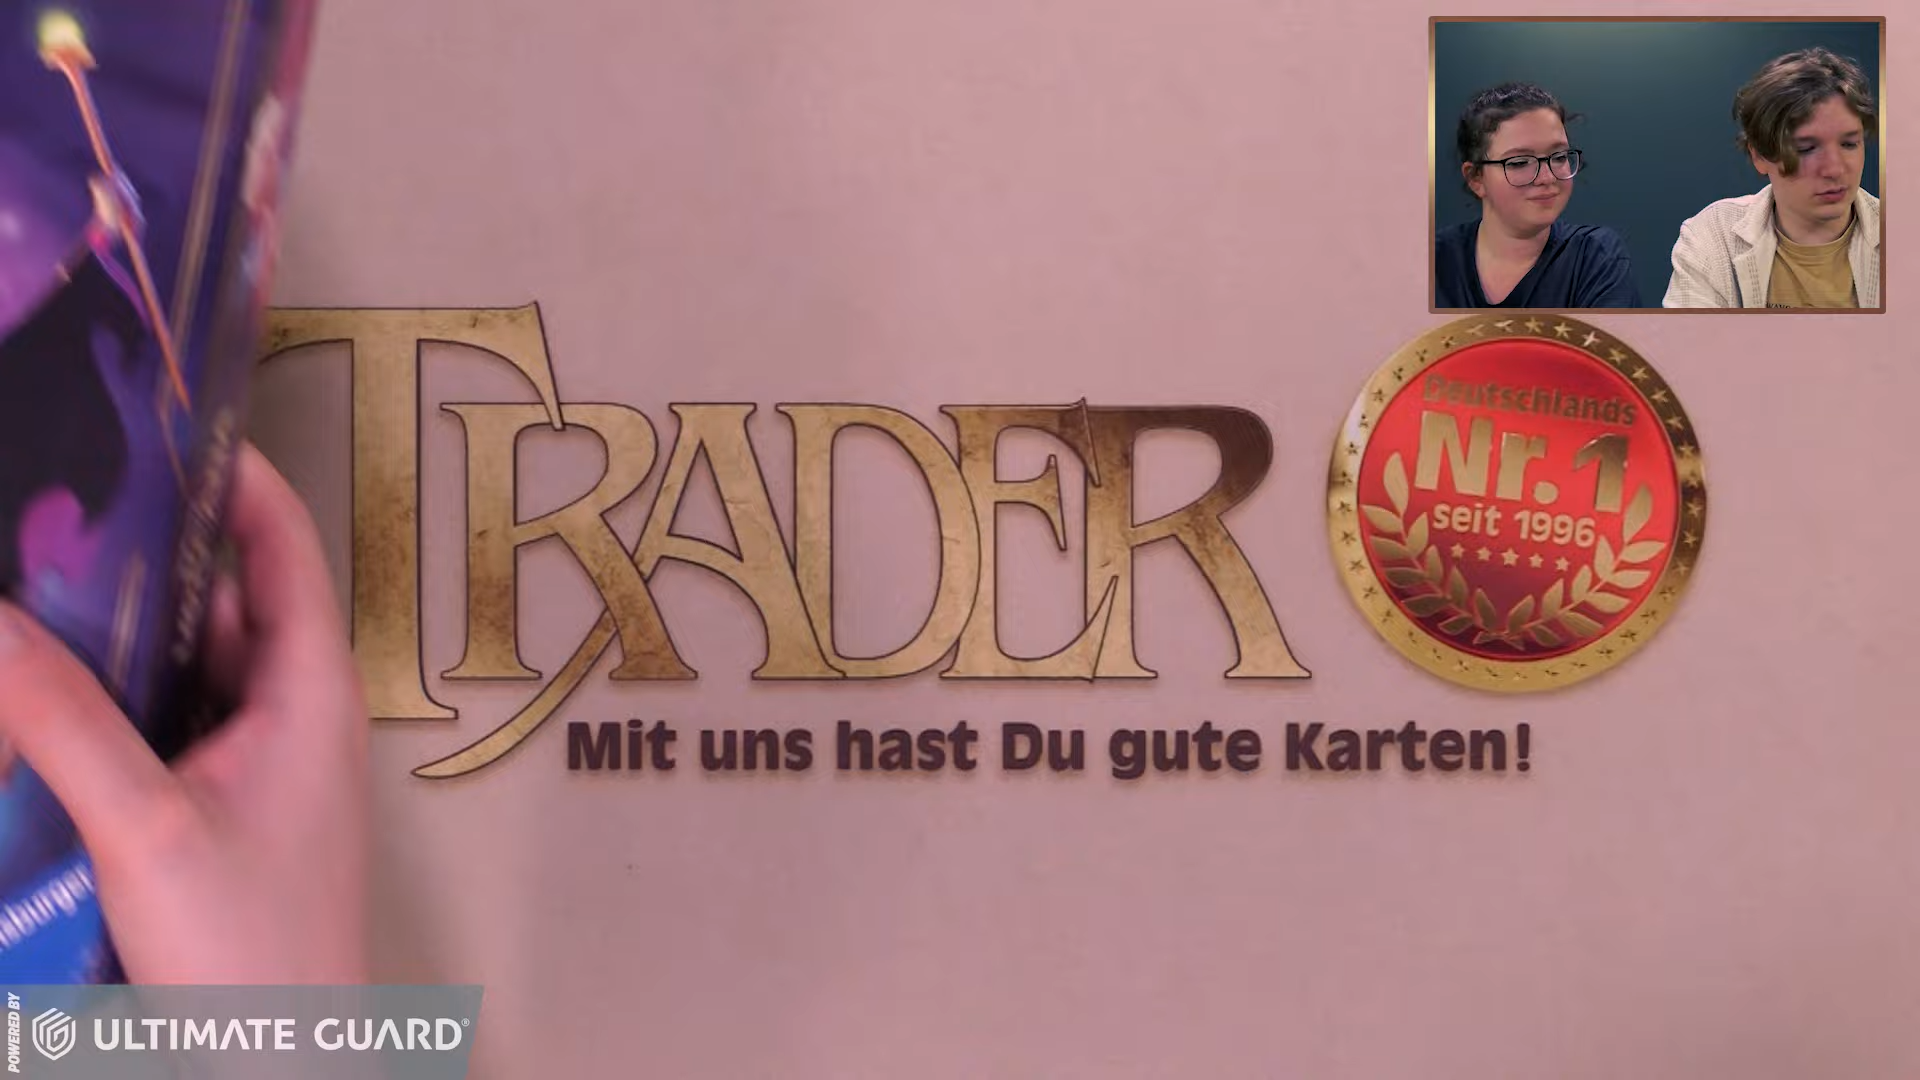 TRADER
Deutschlands
Nr. 1
seit 1996
Mit uns hast Du gute Karten!
POWERED BY
ULTIMATE GUARD®